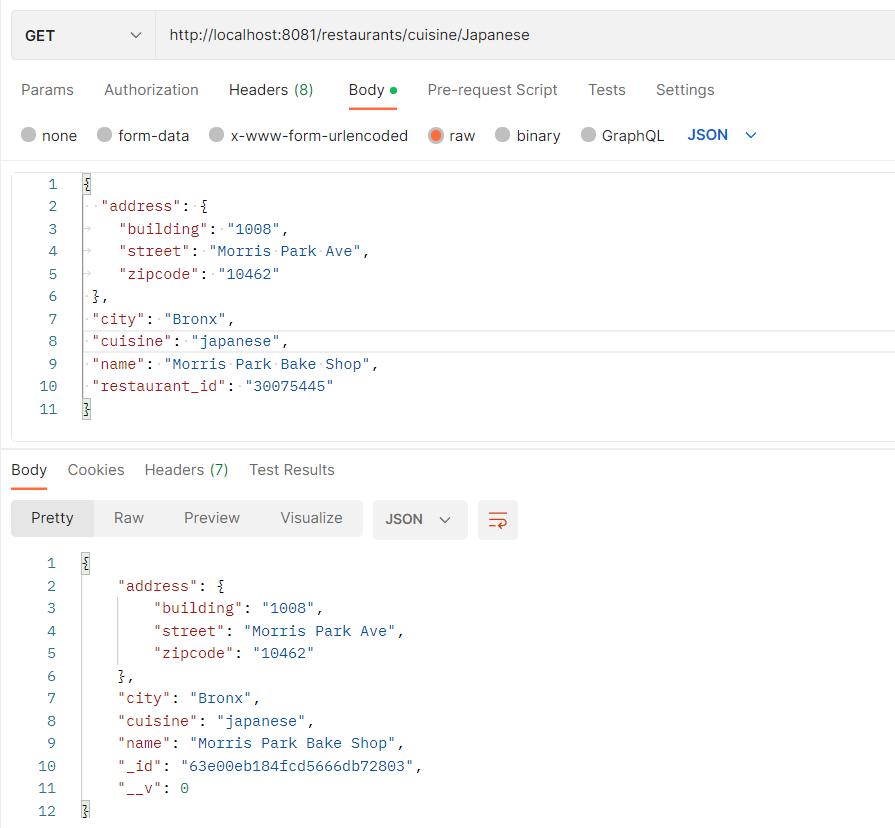 GET http://localhost:8081/restaurants/cuisine/Japanese
Params Authorization Headers (8) Body Pre-request Script Tests Settings
none form-data x-www-form-urlencoded raw binary GraphQL JSON
1 {
2 "address": {
3 "building": "1008",
4 "street": "Morris Park Ave",
5 "zipcode": "10462"
6 },
7 "city": "Bronx",
8 "cuisine": "japanese",
9 "name": "Morris Park Bake Shop",
10 "restaurant_id": "30075445"
11 }
Body Cookies Headers (7) Test Results
Pretty Raw Preview Visualize JSON
1 {
2 "address": {
3 "building": "1008",
4 "street": "Morris Park Ave",
5 "zipcode": "10462"
6 },
7 "city": "Bronx",
8 "cuisine": "japanese",
9 "name": "Morris Park Bake Shop",
10 "_id": "63e00eb184fcd5666db72803",
11 "__v": 0
12 }